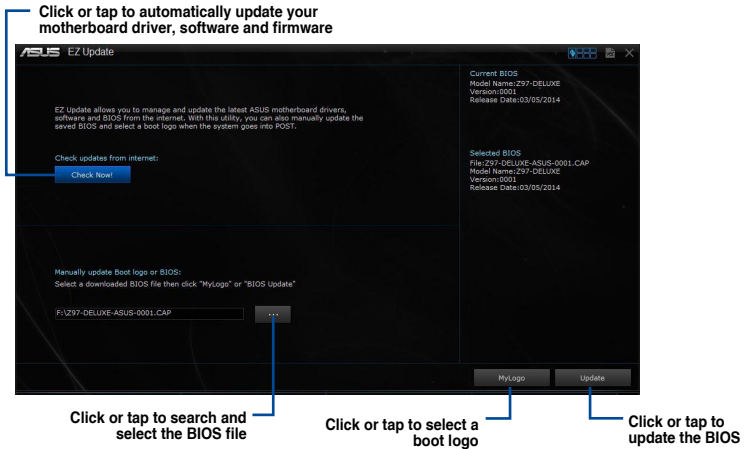 Click or tap to automatically update your
motherboard driver, software and firmware
ASUS EZ Update
EZ Update allows you to manage and update the latest ASUS motherboard drivers,
software and BIOS from the internet. With this utility, you can also manually update the
saved BIOS and select a boot logo when the system goes into POST.
Check updates from internet:
Check Now!
Manually update Boot logo or BIOS:
Select a downloaded BIOS file then click "MyLogo" or "BIOS Update"
F:\Z97-DELUXE-ASUS-0001.CAP
...
Current BIOS
Model Name:Z97-DELUXE
Version:0001
Release Date:03/05/2014
Selected BIOS
File:Z97-DELUXE-ASUS-0001.CAP
Model Name:Z97-DELUXE
Version:0001
Release Date:03/05/2014
MyLogo
Update
Click or tap to search and
select the BIOS file
Click or tap to select a
boot logo
Click or tap to
update the BIOS